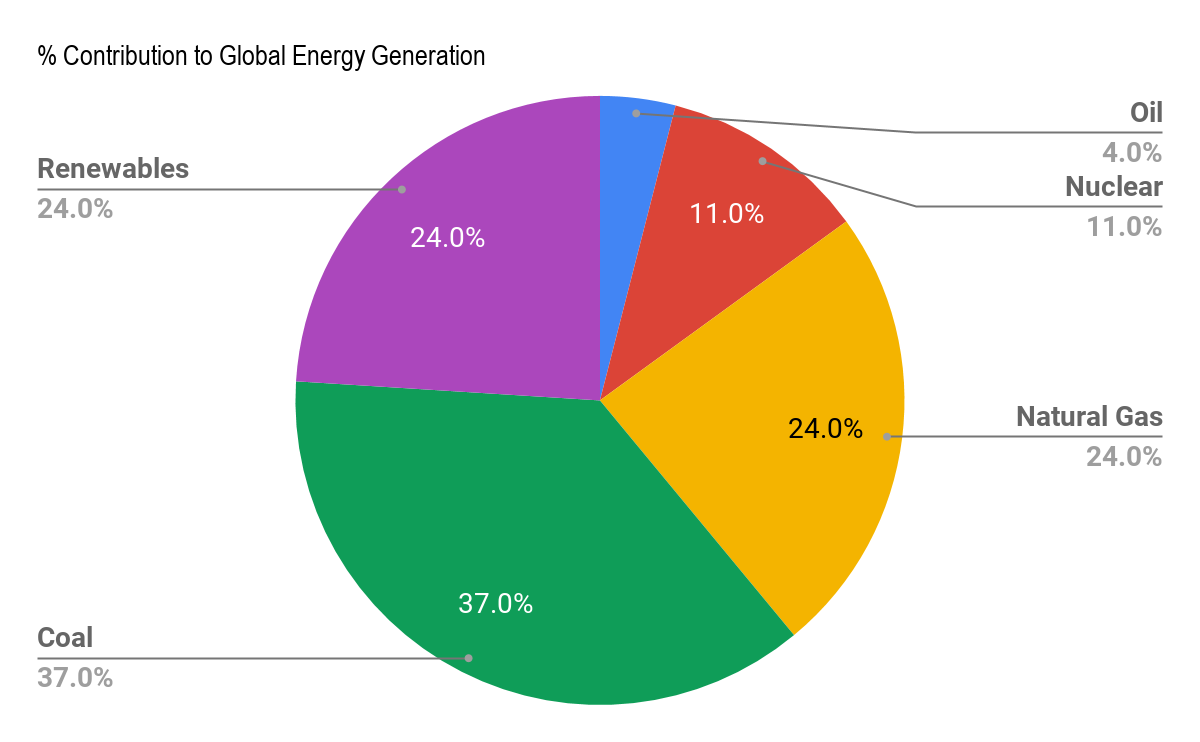 % Contribution to Global Energy Generation
Oil
4.0%
Renewables
24.0%
Nuclear
11.0%
11.0%
24.0%
Natural Gas
24.0%
24.0%
37.0%
Coal
37.0%